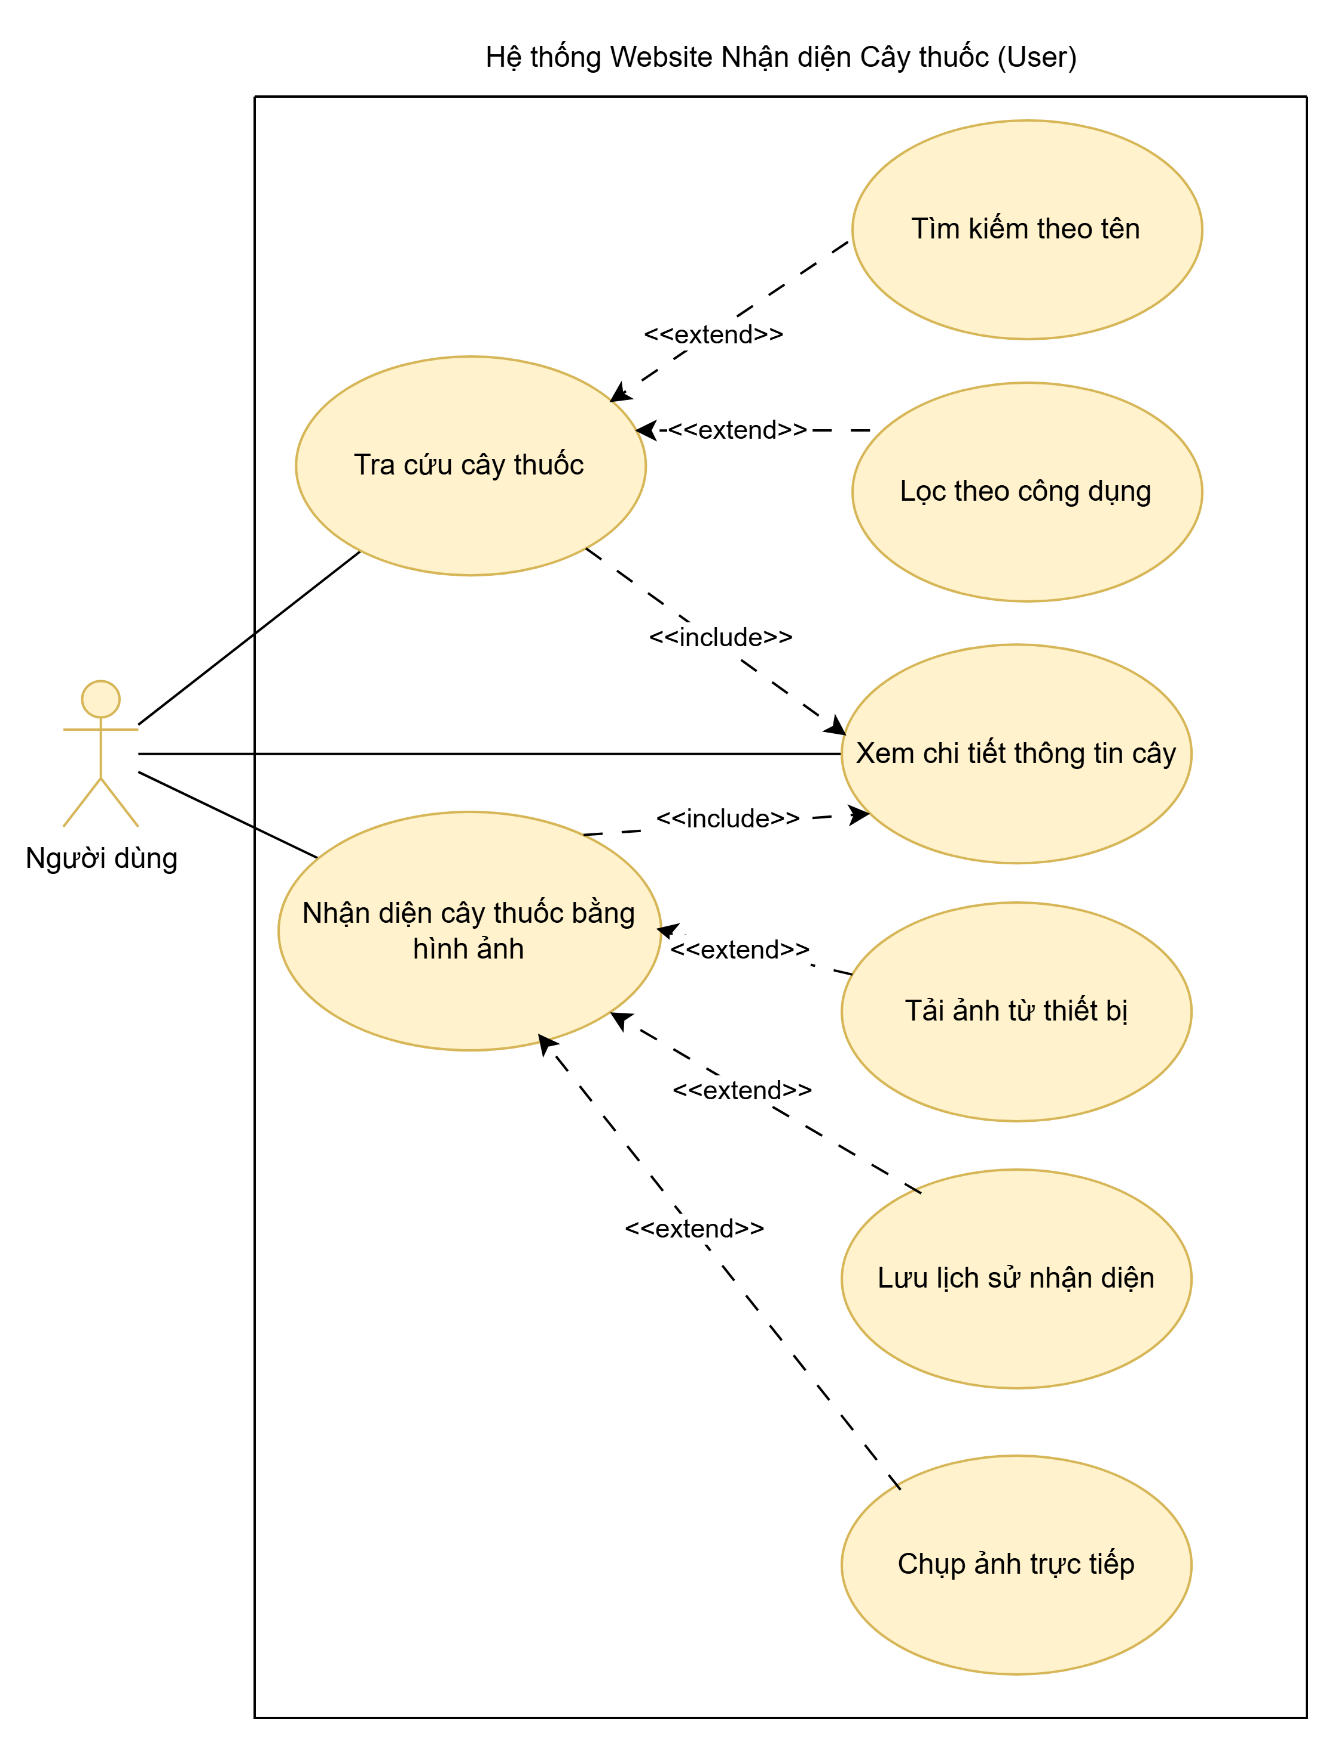 Hệ thống Website Nhận diện Cây thuốc (User)
Tìm kiếm theo tên
<<extend>>
<<extend>>
Tra cứu cây thuốc
Lọc theo công dụng
<<include>>
Xem chi tiết thông tin cây
<<include>>
Người dùng
Nhận diện cây thuốc bằng
hình ảnh
<<extend>>
Tải ảnh từ thiết bị
<<extend>>
<<extend>>
Lưu lịch sử nhận diện
Chụp ảnh trực tiếp